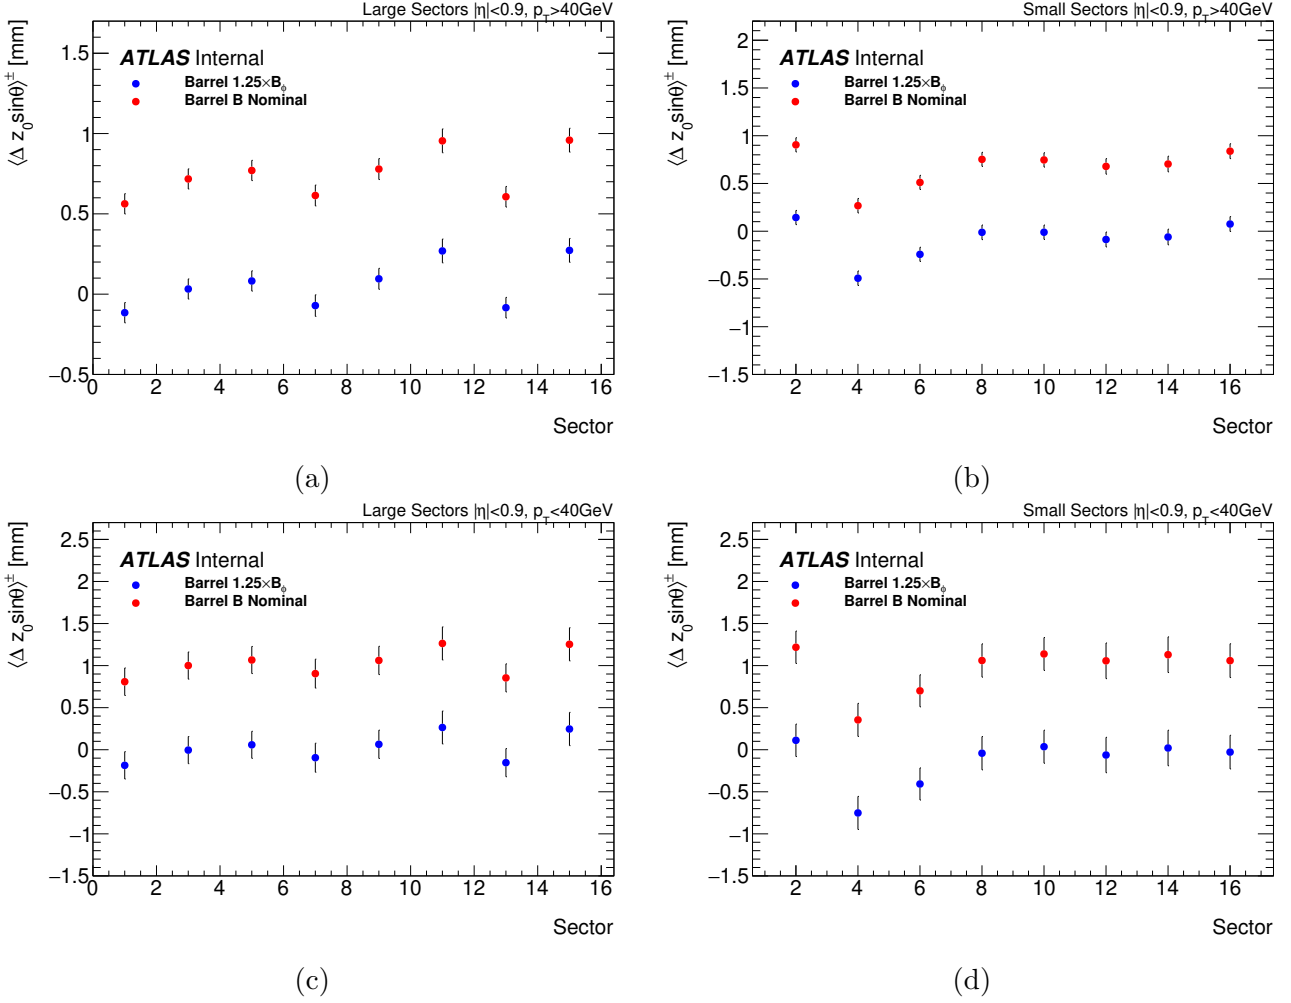 Large Sectors |η|<0.9, p_T>40GeV
⟨Δ z₀sinθ⟩± [mm]
ATLAS Internal
Barrel 1.25×B_ϕ
Barrel B Nominal
1.5
1
0.5
0
−0.5
0 2 4 6 8 10 12 14 16
Sector
(a)
Small Sectors |η|<0.9, p_T>40GeV
⟨Δ z₀sinθ⟩± [mm]
ATLAS Internal
Barrel 1.25×B_ϕ
Barrel B Nominal
2
1.5
1
0.5
0
−0.5
−1
−1.5
2 4 6 8 10 12 14 16
Sector
(b)
Large Sectors |η|<0.9, p_T<40GeV
⟨Δ z₀sinθ⟩± [mm]
ATLAS Internal
Barrel 1.25×B_ϕ
Barrel B Nominal
2.5
2
1.5
1
0.5
0
−0.5
−1
−1.5
0 2 4 6 8 10 12 14 16
Sector
(c)
Small Sectors |η|<0.9, p_T<40GeV
⟨Δ z₀sinθ⟩± [mm]
ATLAS Internal
Barrel 1.25×B_ϕ
Barrel B Nominal
2.5
2
1.5
1
0.5
0
−0.5
−1
−1.5
2 4 6 8 10 12 14 16
Sector
(d)